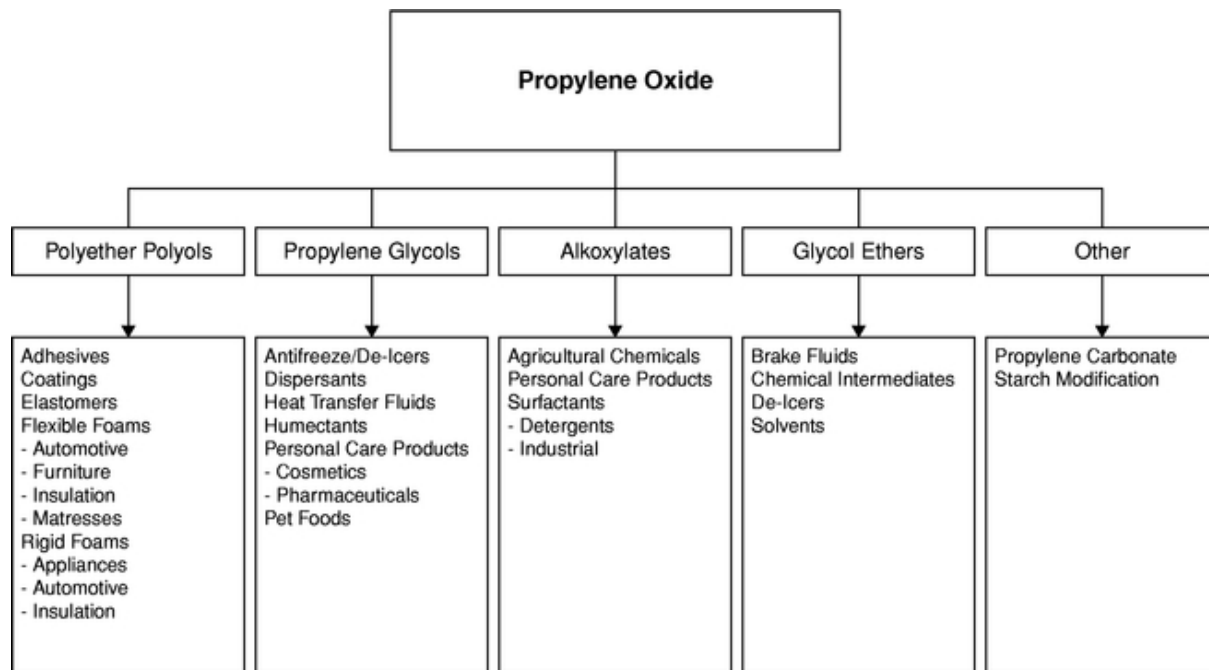 Propylene Oxide
Polyether Polyols
Propylene Glycols
Alkoxylates
Glycol Ethers
Other
Adhesives
Coatings
Elastomers
Flexible Foams
- Automotive
- Furniture
- Insulation
- Matresses
Rigid Foams
- Appliances
- Automotive
- Insulation
Antifreeze/De-Icers
Dispersants
Heat Transfer Fluids
Humectants
Personal Care Products
- Cosmetics
- Pharmaceuticals
Pet Foods
Agricultural Chemicals
Personal Care Products
Surfactants
- Detergents
- Industrial
Brake Fluids
Chemical Intermediates
De-Icers
Solvents
Propylene Carbonate
Starch Modification